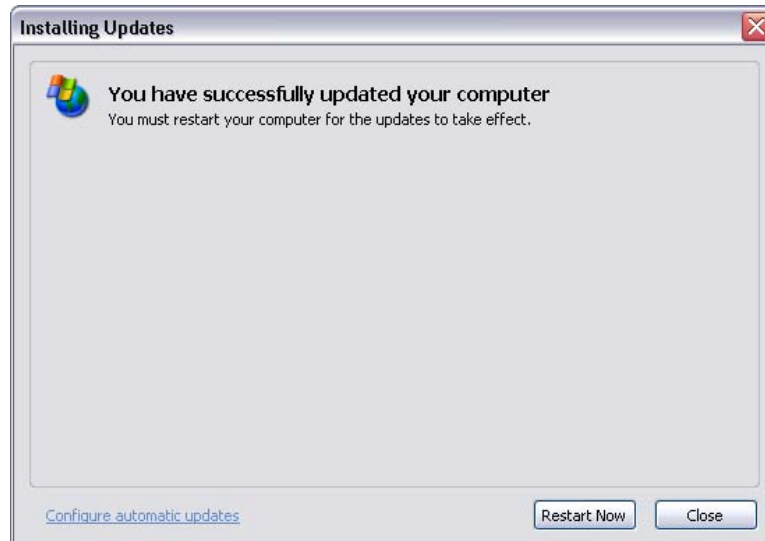 Installing Updates
You have successfully updated your computer
You must restart your computer for the updates to take effect.
Configure automatic updates
Restart Now
Close